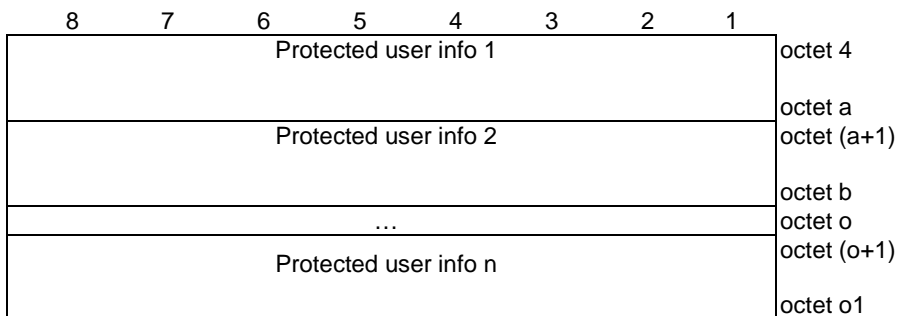 8 7 6 5 4 3 2 1
Protected user info 1 octet 4
octet a
Protected user info 2 octet (a+1)
octet b
… octet o
octet (o+1)
Protected user info n
octet o1